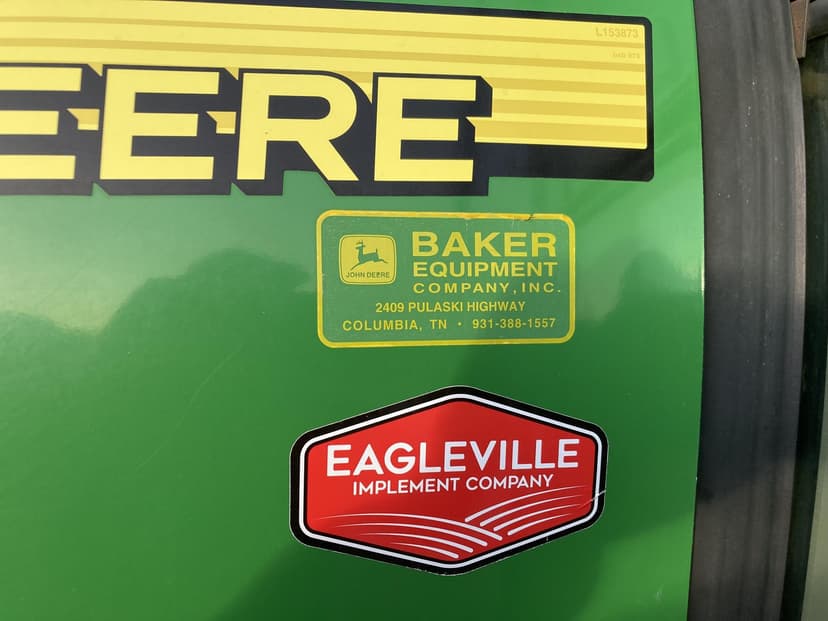 L153873
EERE
JOHN DEERE
BAKER
EQUIPMENT
COMPANY, INC.
2409 PULASKI HIGHWAY
COLUMBIA, TN • 931-388-1557
EAGLEVILLE
IMPLEMENT COMPANY